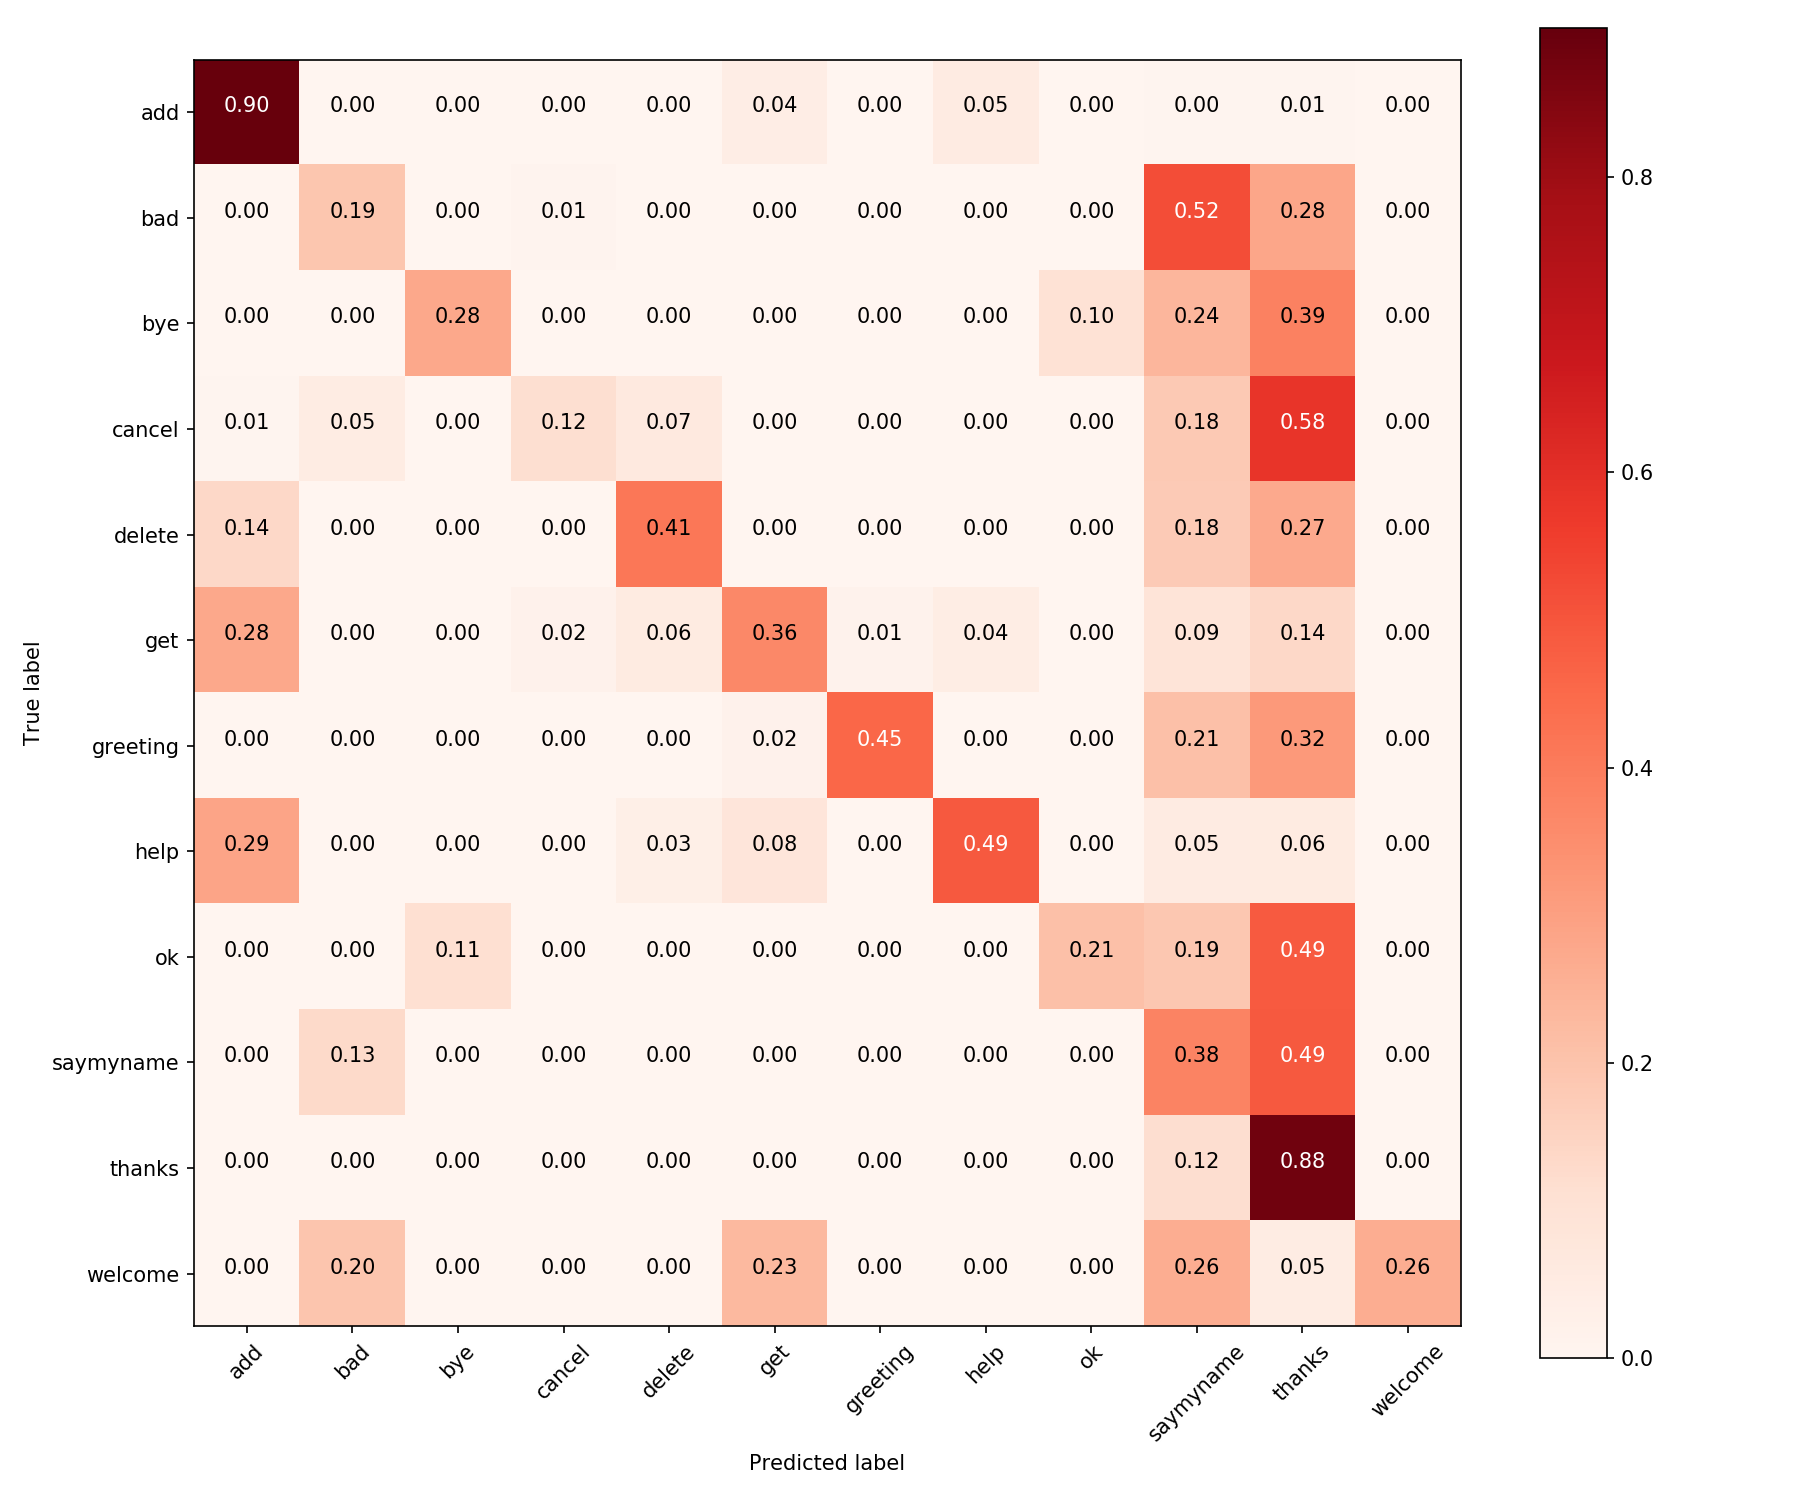 add 0.90 0.00 0.00 0.00 0.00 0.04 0.00 0.05 0.00 0.00 0.01 0.00
bad 0.00 0.19 0.00 0.01 0.00 0.00 0.00 0.00 0.00 0.52 0.28 0.00
bye 0.00 0.00 0.28 0.00 0.00 0.00 0.00 0.00 0.10 0.24 0.39 0.00
cancel 0.01 0.05 0.00 0.12 0.07 0.00 0.00 0.00 0.00 0.18 0.58 0.00
delete 0.14 0.00 0.00 0.00 0.41 0.00 0.00 0.00 0.00 0.18 0.27 0.00
get 0.28 0.00 0.00 0.02 0.06 0.36 0.01 0.04 0.00 0.09 0.14 0.00
greeting 0.00 0.00 0.00 0.00 0.00 0.02 0.45 0.00 0.00 0.21 0.32 0.00
help 0.29 0.00 0.00 0.00 0.03 0.08 0.00 0.49 0.00 0.05 0.06 0.00
ok 0.00 0.00 0.11 0.00 0.00 0.00 0.00 0.00 0.21 0.19 0.49 0.00
saymyname 0.00 0.13 0.00 0.00 0.00 0.00 0.00 0.00 0.00 0.38 0.49 0.00
thanks 0.00 0.00 0.00 0.00 0.00 0.00 0.00 0.00 0.00 0.12 0.88 0.00
welcome 0.00 0.20 0.00 0.00 0.00 0.23 0.00 0.00 0.00 0.26 0.05 0.26
add bad bye cancel delete get greeting help ok saymyname thanks welcome
Predicted label
True label
0.8
0.6
0.4
0.2
0.0